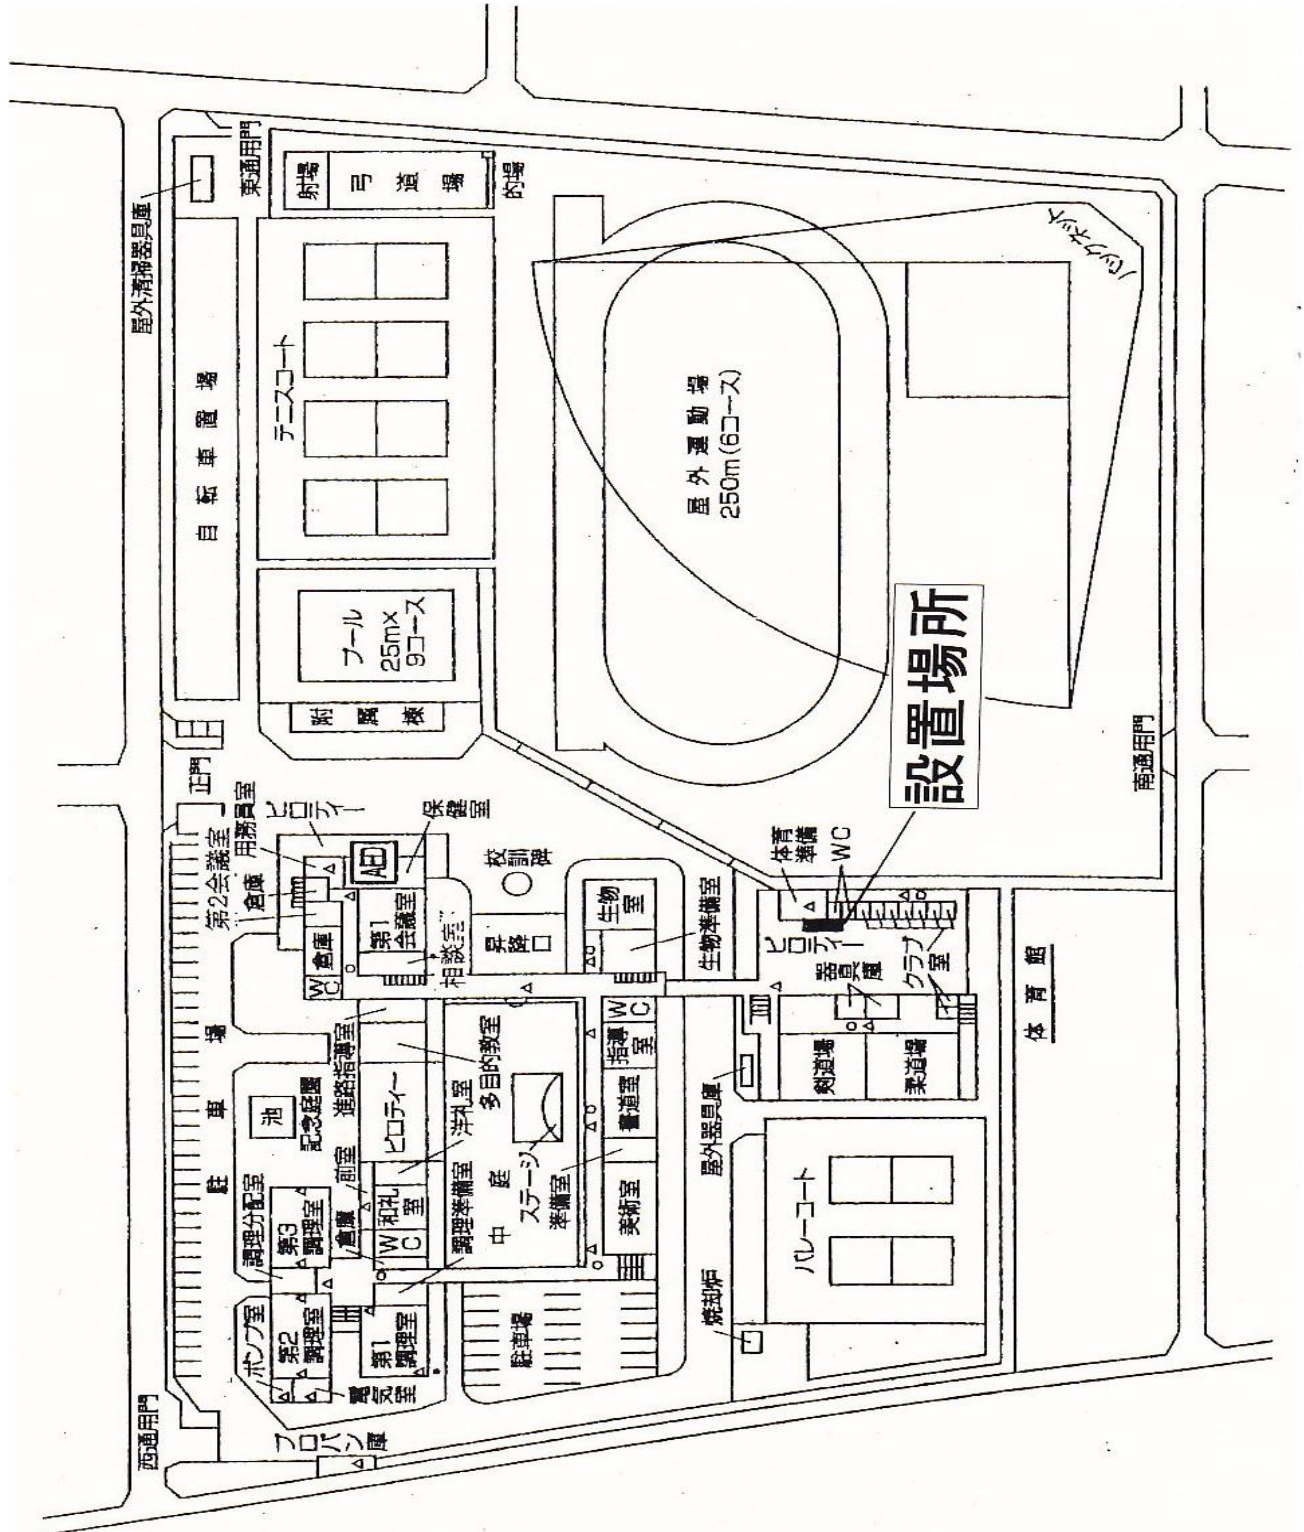 東通用門
屋外清掃器具庫
射場
弓道場
的場
自転車置場
テニスコート
バックネット
屋外運動場
250m(6コース)
プール
25m×
9コース
附属棟
正門
設置場所
南通用門
用務員室
ピロティー
第2会議室
倉庫
AED
保健室
倉庫
第1
会議室
相談室
WC
校訓碑
昇降口
生物室
生物準備室
体育
準備
WC
ピロティー
器具庫
クラブ室
体育館
駐車場
池
記念庭園
進路指導室
多目的教室
ピロティー
洋礼室
前室
和礼室
WC
倉庫
調理準備室
中庭
ステージ
WC
指導室
書道室
準備室
美術室
屋外器具庫
剣道場
柔道場
調理分配室
第3
調理室
ポンプ室
第2
調理室
第1
調理室
電気室
駐車場
焼却炉
バレーコート
西通用門
プロパン庫